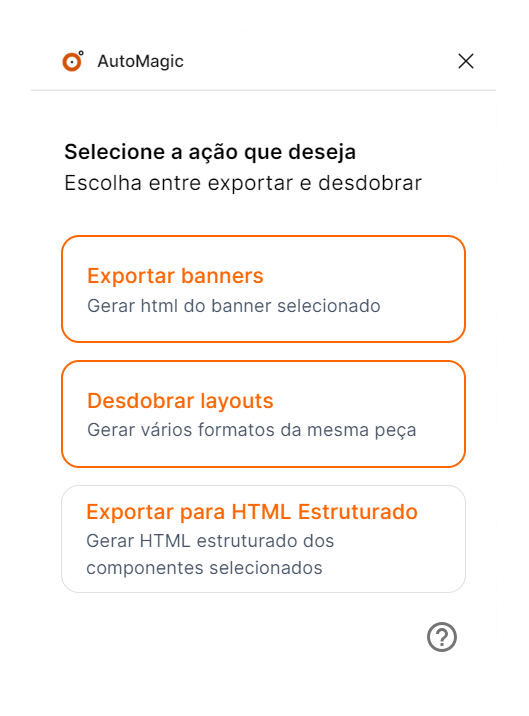 AutoMagic
Selecione a ação que deseja
Escolha entre exportar e desdobrar
Exportar banners
Gerar html do banner selecionado
Desdobrar layouts
Gerar vários formatos da mesma peça
Exportar para HTML Estruturado
Gerar HTML estruturado dos
componentes selecionados
?